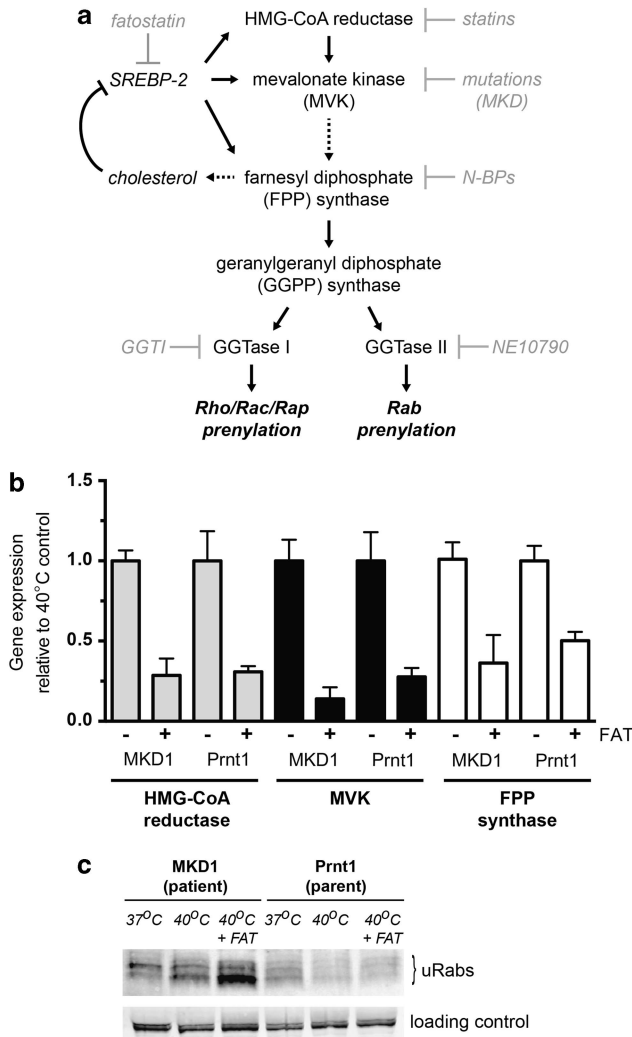 a
fatostatin
HMG-CoA reductase
statins
SREBP-2
mevalonate kinase
(MVK)
mutations
(MKD)
cholesterol
farnesyl diphosphate
(FPP) synthase
N-BPs
geranylgeranyl diphosphate
(GGPP) synthase
GGTI
GGTase I
GGTase II
NE10790
Rho/Rac/Rap
prenylation
Rab
prenylation
b
Gene expression
relative to 40°C control
1.5
1.0
0.5
0.0
- + - + - + - + - + - + FAT
MKD1 Prnt1 MKD1 Prnt1 MKD1 Prnt1
HMG-CoA
reductase
MVK
FPP
synthase
c
MKD1
(patient)
Prnt1
(parent)
37°C 40°C 40°C
+ FAT
37°C 40°C 40°C
+ FAT
uRabs
loading control